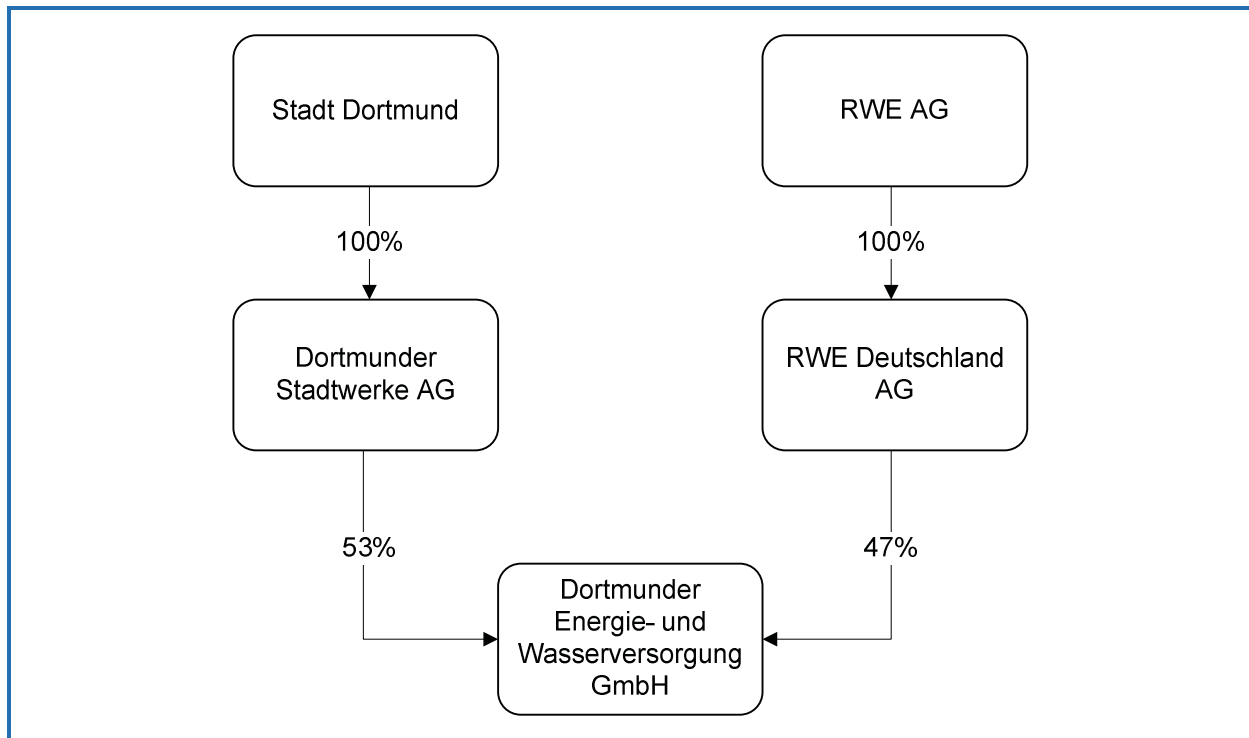 Stadt Dortmund
RWE AG
100%
100%
Dortmunder
Stadtwerke AG
RWE Deutschland
AG
53%
47%
Dortmunder
Energie- und
Wasserversorgung
GmbH